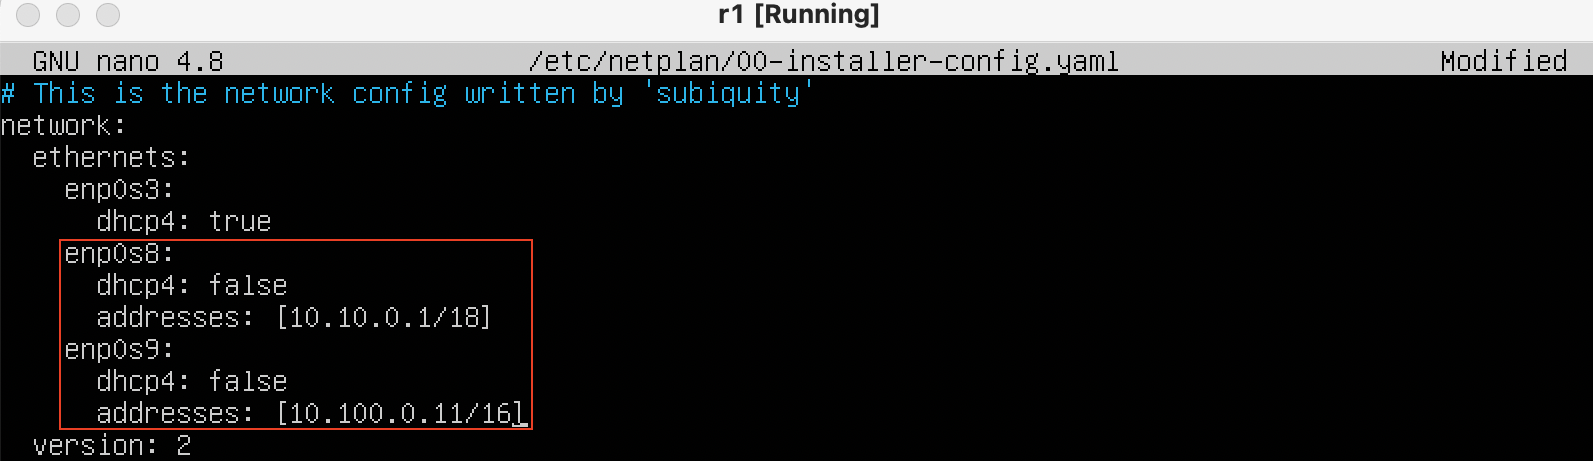 r1 [Running]
GNU nano 4.8 /etc/netplan/00-installer-config.yaml Modified
# This is the network config written by 'subiquity'
network:
  ethernets:
    enp0s3:
      dhcp4: true
    enp0s8:
      dhcp4: false
      addresses: [10.10.0.1/18]
    enp0s9:
      dhcp4: false
      addresses: [10.100.0.11/16]
  version: 2